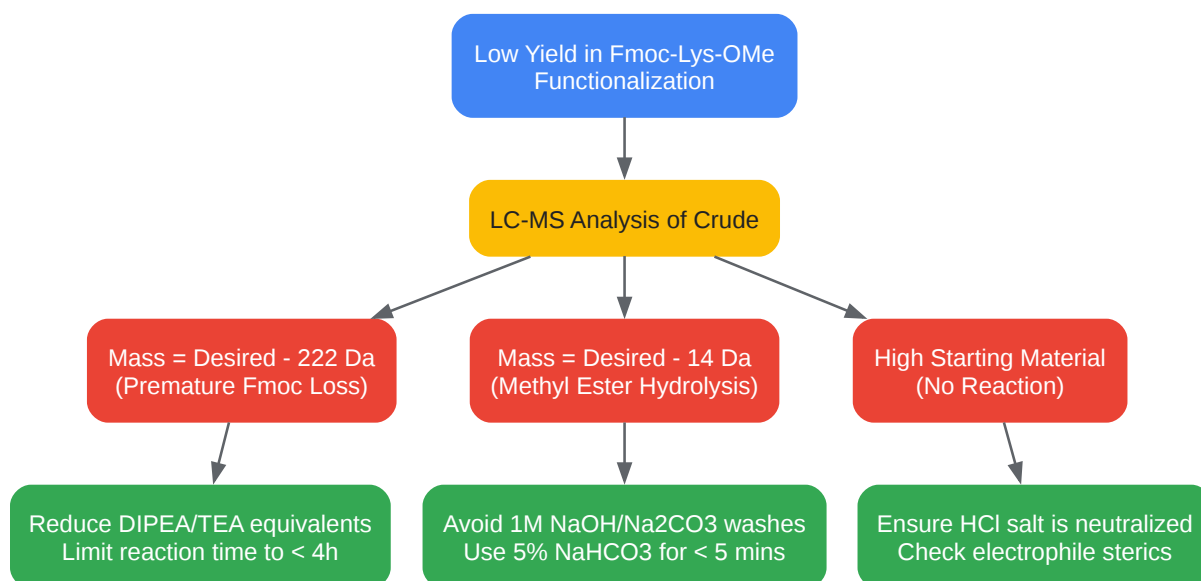 Low Yield in Fmoc-Lys-OMe
Functionalization
LC-MS Analysis of Crude
Mass = Desired - 222 Da
(Premature Fmoc Loss)
Mass = Desired - 14 Da
(Methyl Ester Hydrolysis)
High Starting Material
(No Reaction)
Reduce DIPEA/TEA equivalents
Limit reaction time to < 4h
Avoid 1M NaOH/Na2CO3 washes
Use 5% NaHCO3 for < 5 mins
Ensure HCl salt is neutralized
Check electrophile sterics